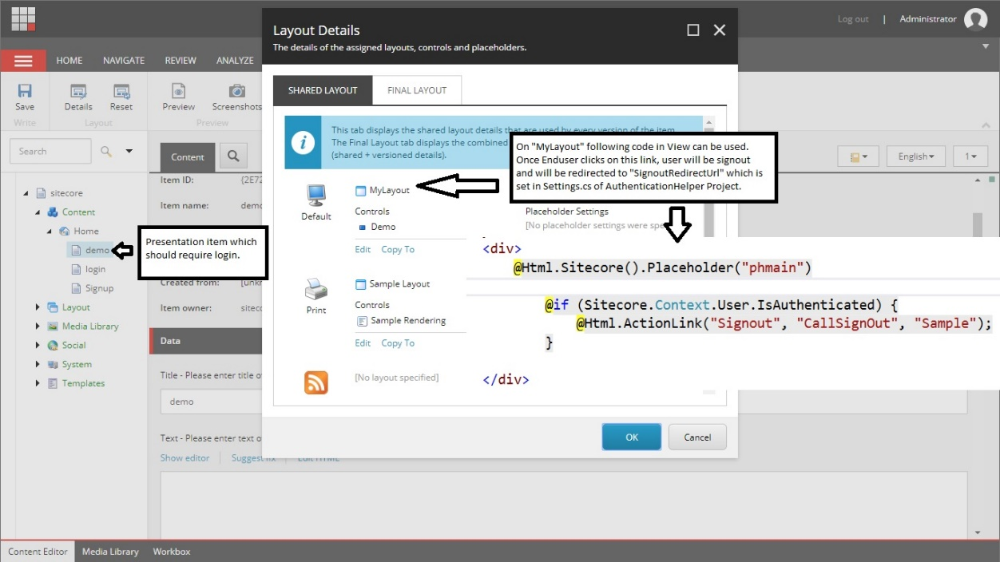 Log out | Administrator
HOME NAVIGATE REVIEW ANALYZE
Save Details Reset Preview Screenshots
Write Layout Preview
Search
Content
English 1
Item ID: {2E72
Item name: demo
Created from: [unkn
Item owner: sitec
Data
Title - Please enter title o
demo
Text - Please enter text o
Show editor Suggest fix Edit HTML
sitecore
Content
Home
demo
login
Signup
Layout
Media Library
Social
System
Templates
Presentation item which
should require login.
Layout Details
The details of the assigned layouts, controls and placeholders.
SHARED LAYOUT FINAL LAYOUT
This tab displays the shared layout details that are used by every version of the item.
The Final Layout tab displays the combined
(shared + versioned details).
On "MyLayout" following code in View can be used.
Once Enduser clicks on this link, user will be signout
and will be redirected to "SignoutRedirectUrl" which is
set in Settings.cs of AuthenticationHelper Project.
Default
MyLayout
Controls
Demo
Edit Copy To
Placeholder Settings
[No placeholder settings were spe
Print
Sample Layout
Controls
Sample Rendering
Edit Copy To
[No layout specified]
<div>
@Html.Sitecore().Placeholder("phmain")
@if (Sitecore.Context.User.IsAuthenticated) {
@Html.ActionLink("Signout", "CallSignOut", "Sample");
}
</div>
OK Cancel
Content Editor Media Library Workbox